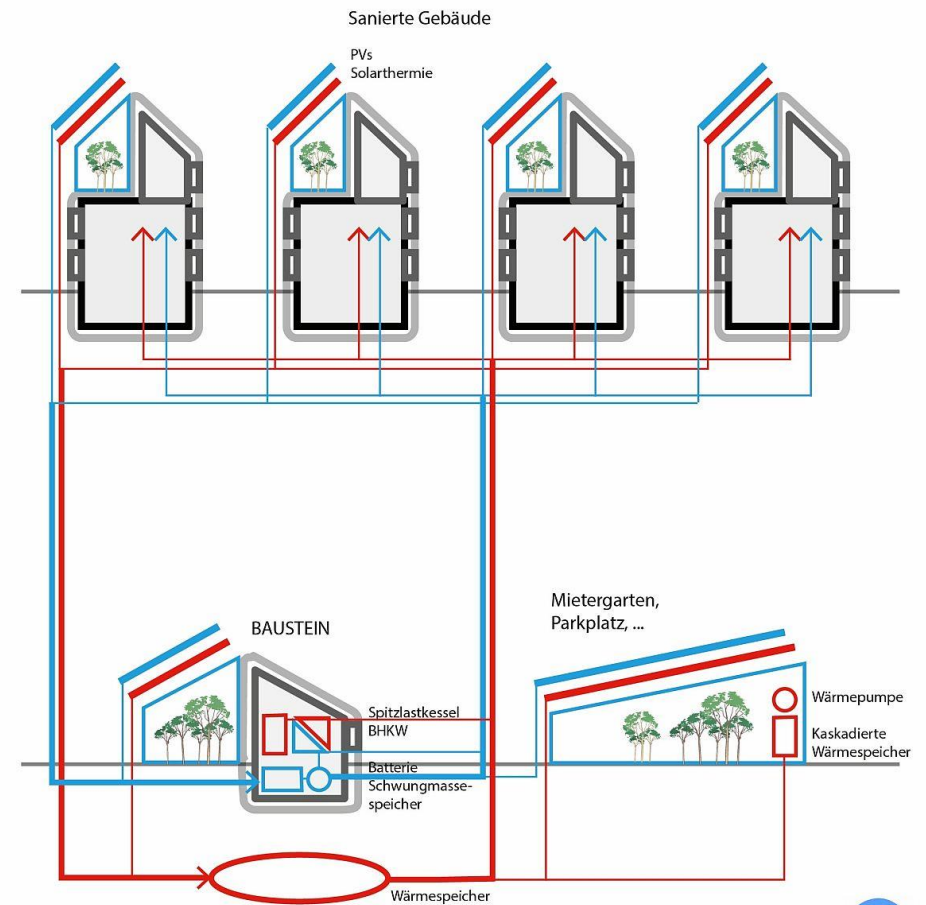 Sanierte Gebäude
PVs
Solarthermie
BAUSTEIN
Mietergarten,
Parkplatz, ...
Spitzlastkessel
BHKW
Batterie
Schwungmasse-
speicher
Wärmepumpe
Kaskadierte
Wärmespeicher
Wärmespeicher